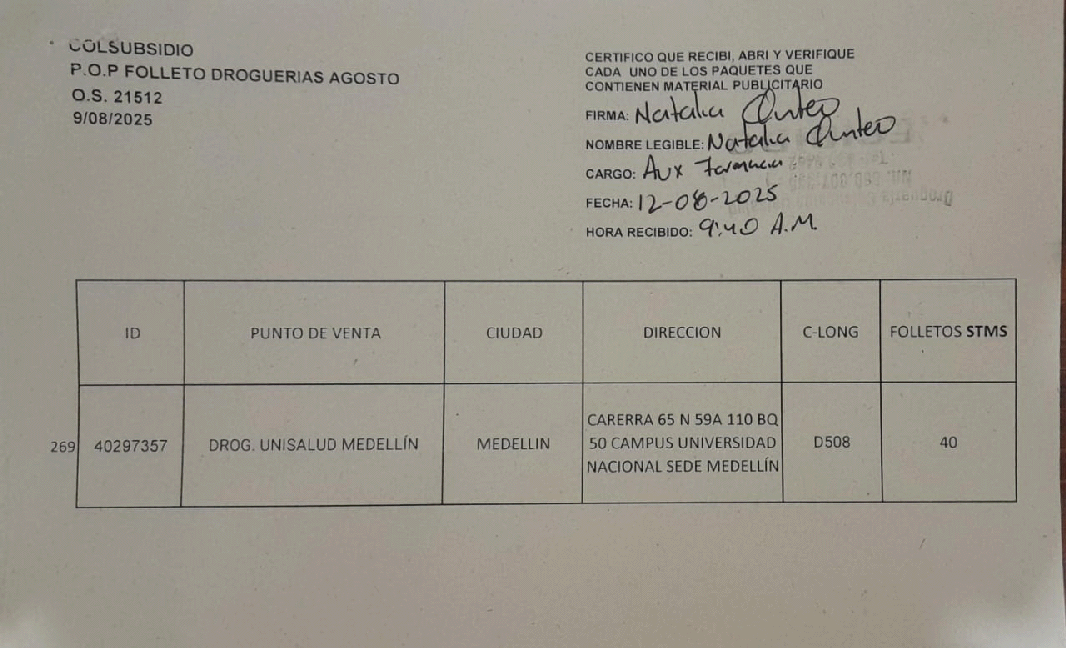 COLSUBSIDIO
P.O.P FOLLETO DROGUERIAS AGOSTO
O.S. 21512
9/08/2025
CERTIFICO QUE RECIBI, ABRI Y VERIFIQUE
CADA UNO DE LOS PAQUETES QUE
CONTIENEN MATERIAL PUBLICITARIO
FIRMA: Natalia Quinteo
NOMBRE LEGIBLE: Natalia Quinteo
CARGO: Aux Farmacia
FECHA: 12-08-2025
HORA RECIBIDO: 9:40 A.M
ID PUNTO DE VENTA CIUDAD DIRECCION C-LONG FOLLETOS STMS
CARERRA 65 N 59A 110 BQ
269 40297357 DROG. UNISALUD MEDELLÍN MEDELLIN 50 CAMPUS UNIVERSIDAD D508 40
NACIONAL SEDE MEDELLÍN